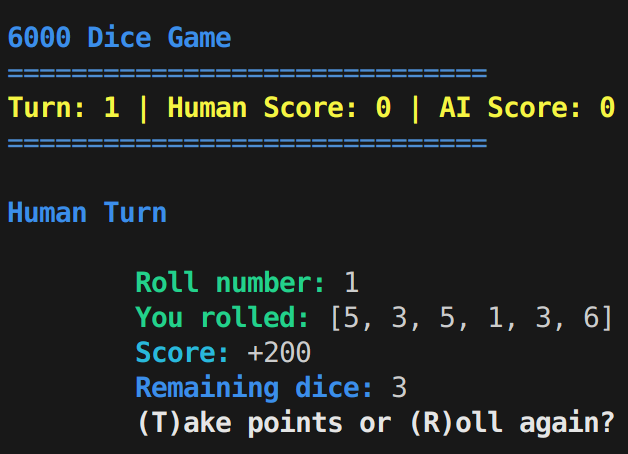 6000 Dice Game
==============================
Turn: 1 | Human Score: 0 | AI Score: 0
==============================
Human Turn
Roll number: 1
You rolled: [5, 3, 5, 1, 3, 6]
Score: +200
Remaining dice: 3
(T)ake points or (R)oll again?